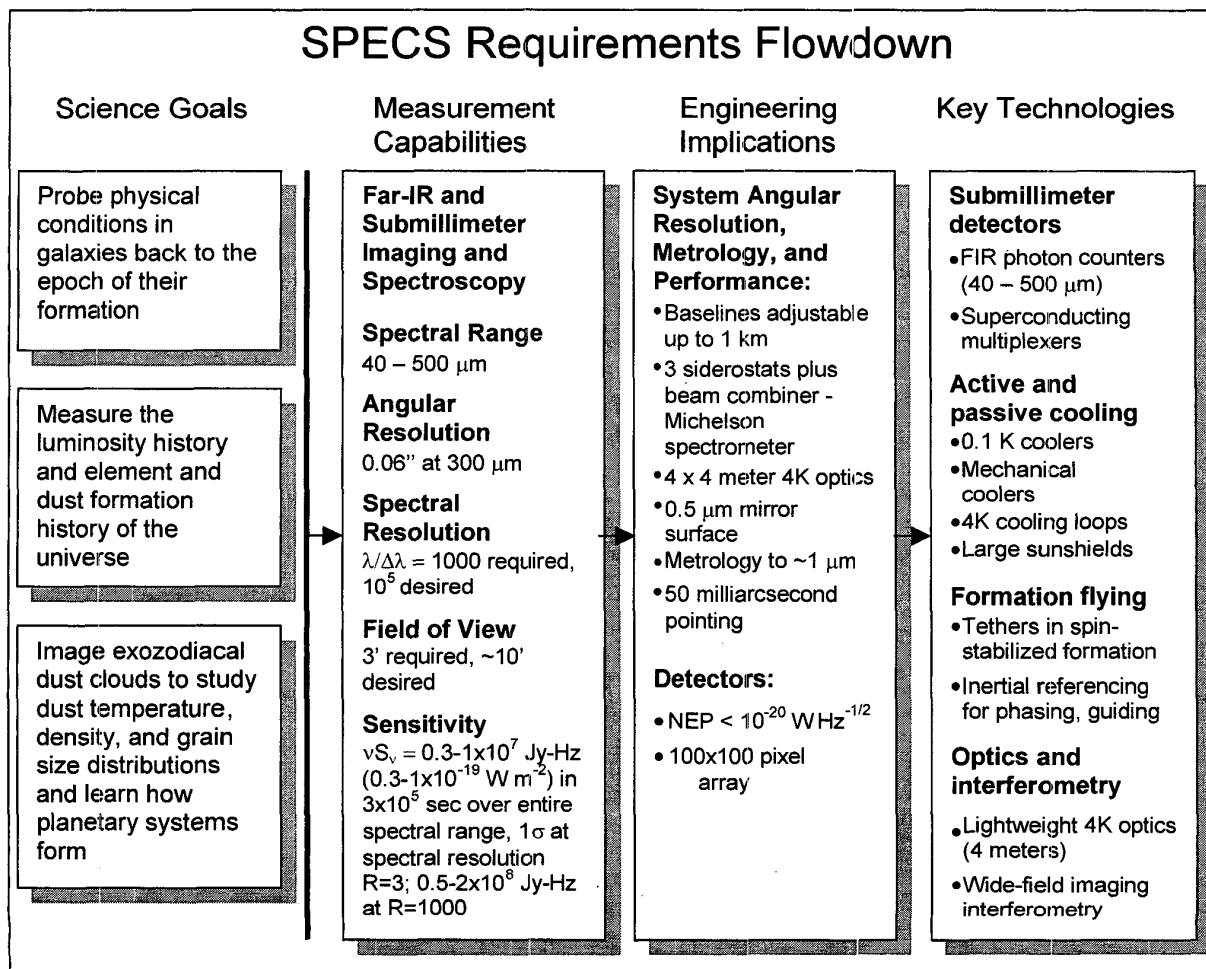 SPECS Requirements Flowdown
Science Goals
Probe physical
conditions in
galaxies back to the
epoch of their
formation
Measure the
luminosity history
and element and
dust formation
history of the
universe
Image exozodiacal
dust clouds to study
dust temperature,
density, and grain
size distributions
and learn how
planetary systems
form
Measurement
Capabilities
Far-IR and
Submillimeter
Imaging and
Spectroscopy
Spectral Range
40 – 500 μm
Angular
Resolution
0.06" at 300 μm
Spectral
Resolution
λ/Δλ = 1000 required,
10⁵ desired
Field of View
3' required, ~10'
desired
Sensitivity
νSᵥ = 0.3-1x10⁷ Jy-Hz
(0.3-1x10⁻¹⁹ W m⁻²) in
3x10⁵ sec over entire
spectral range, 1σ at
spectral resolution
R=3; 0.5-2x10⁸ Jy-Hz
at R=1000
Engineering
Implications
System Angular
Resolution,
Metrology, and
Performance:
•Baselines adjustable
up to 1 km
•3 siderostats plus
beam combiner -
Michelson
spectrometer
•4 x 4 meter 4K optics
•0.5 μm mirror
surface
•Metrology to ~1 μm
•50 milliarcsecond
pointing
Detectors:
• NEP < 10⁻²⁰ W Hz⁻¹/²
• 100x100 pixel
array
Key Technologies
Submillimeter
detectors
•FIR photon counters
(40 – 500 μm)
•Superconducting
multiplexers
Active and
passive cooling
•0.1 K coolers
•Mechanical
coolers
•4K cooling loops
•Large sunshields
Formation flying
•Tethers in spin-
stabilized formation
•Inertial referencing
for phasing, guiding
Optics and
interferometry
•Lightweight 4K optics
(4 meters)
•Wide-field imaging
interferometry